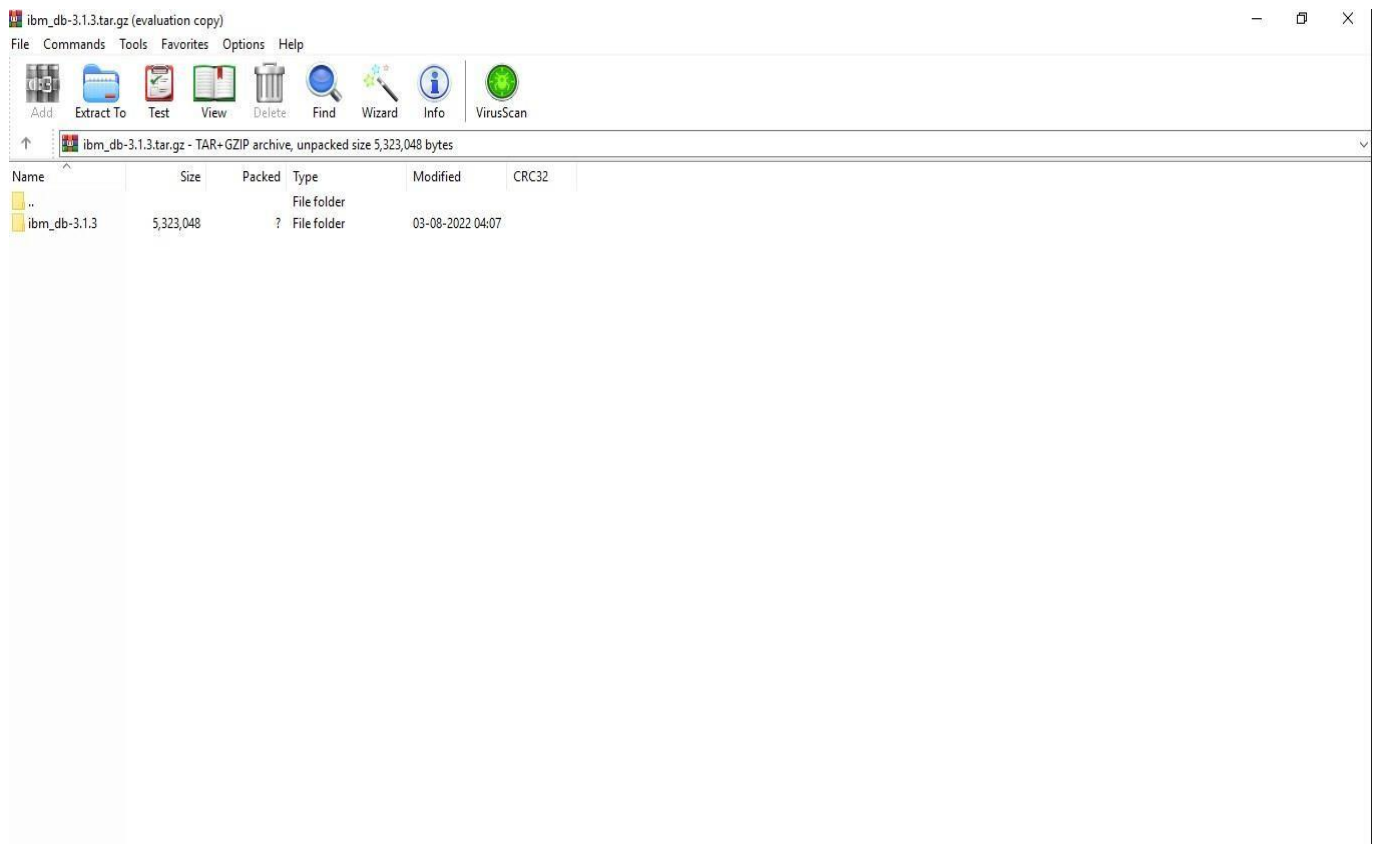 ibm_db-3.1.3.tar.gz (evaluation copy)
File Commands Tools Favorites Options Help
Add Extract To Test View Delete Find Wizard Info VirusScan
ibm_db-3.1.3.tar.gz - TAR+GZIP archive, unpacked size 5,323,048 bytes
Name Size Packed Type Modified CRC32
.. File folder
ibm_db-3.1.3 5,323,048 ? File folder 03-08-2022 04:07